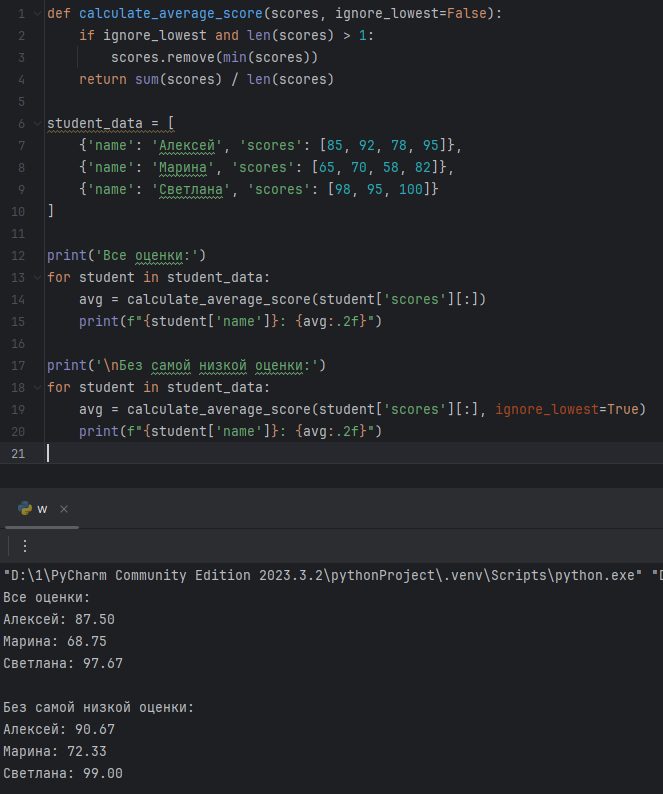 1 def calculate_average_score(scores, ignore_lowest=False):
2     if ignore_lowest and len(scores) > 1:
3         scores.remove(min(scores))
4     return sum(scores) / len(scores)
5
6 student_data = [
7     {'name': 'Алексей', 'scores': [85, 92, 78, 95]},
8     {'name': 'Марина', 'scores': [65, 70, 58, 82]},
9     {'name': 'Светлана', 'scores': [98, 95, 100]}
10 ]
11
12 print('Все оценки:')
13 for student in student_data:
14     avg = calculate_average_score(student['scores'][:])
15     print(f"{student['name']}: {avg:.2f}")
16
17 print('\nБез самой низкой оценки:')
18 for student in student_data:
19     avg = calculate_average_score(student['scores'][:], ignore_lowest=True)
20     print(f"{student['name']}: {avg:.2f}")
21
w
"D:\1\PyCharm Community Edition 2023.3.2\pythonProject\.venv\Scripts\python.exe" "D
Все оценки:
Алексей: 87.50
Марина: 68.75
Светлана: 97.67

Без самой низкой оценки:
Алексей: 90.67
Марина: 72.33
Светлана: 99.00